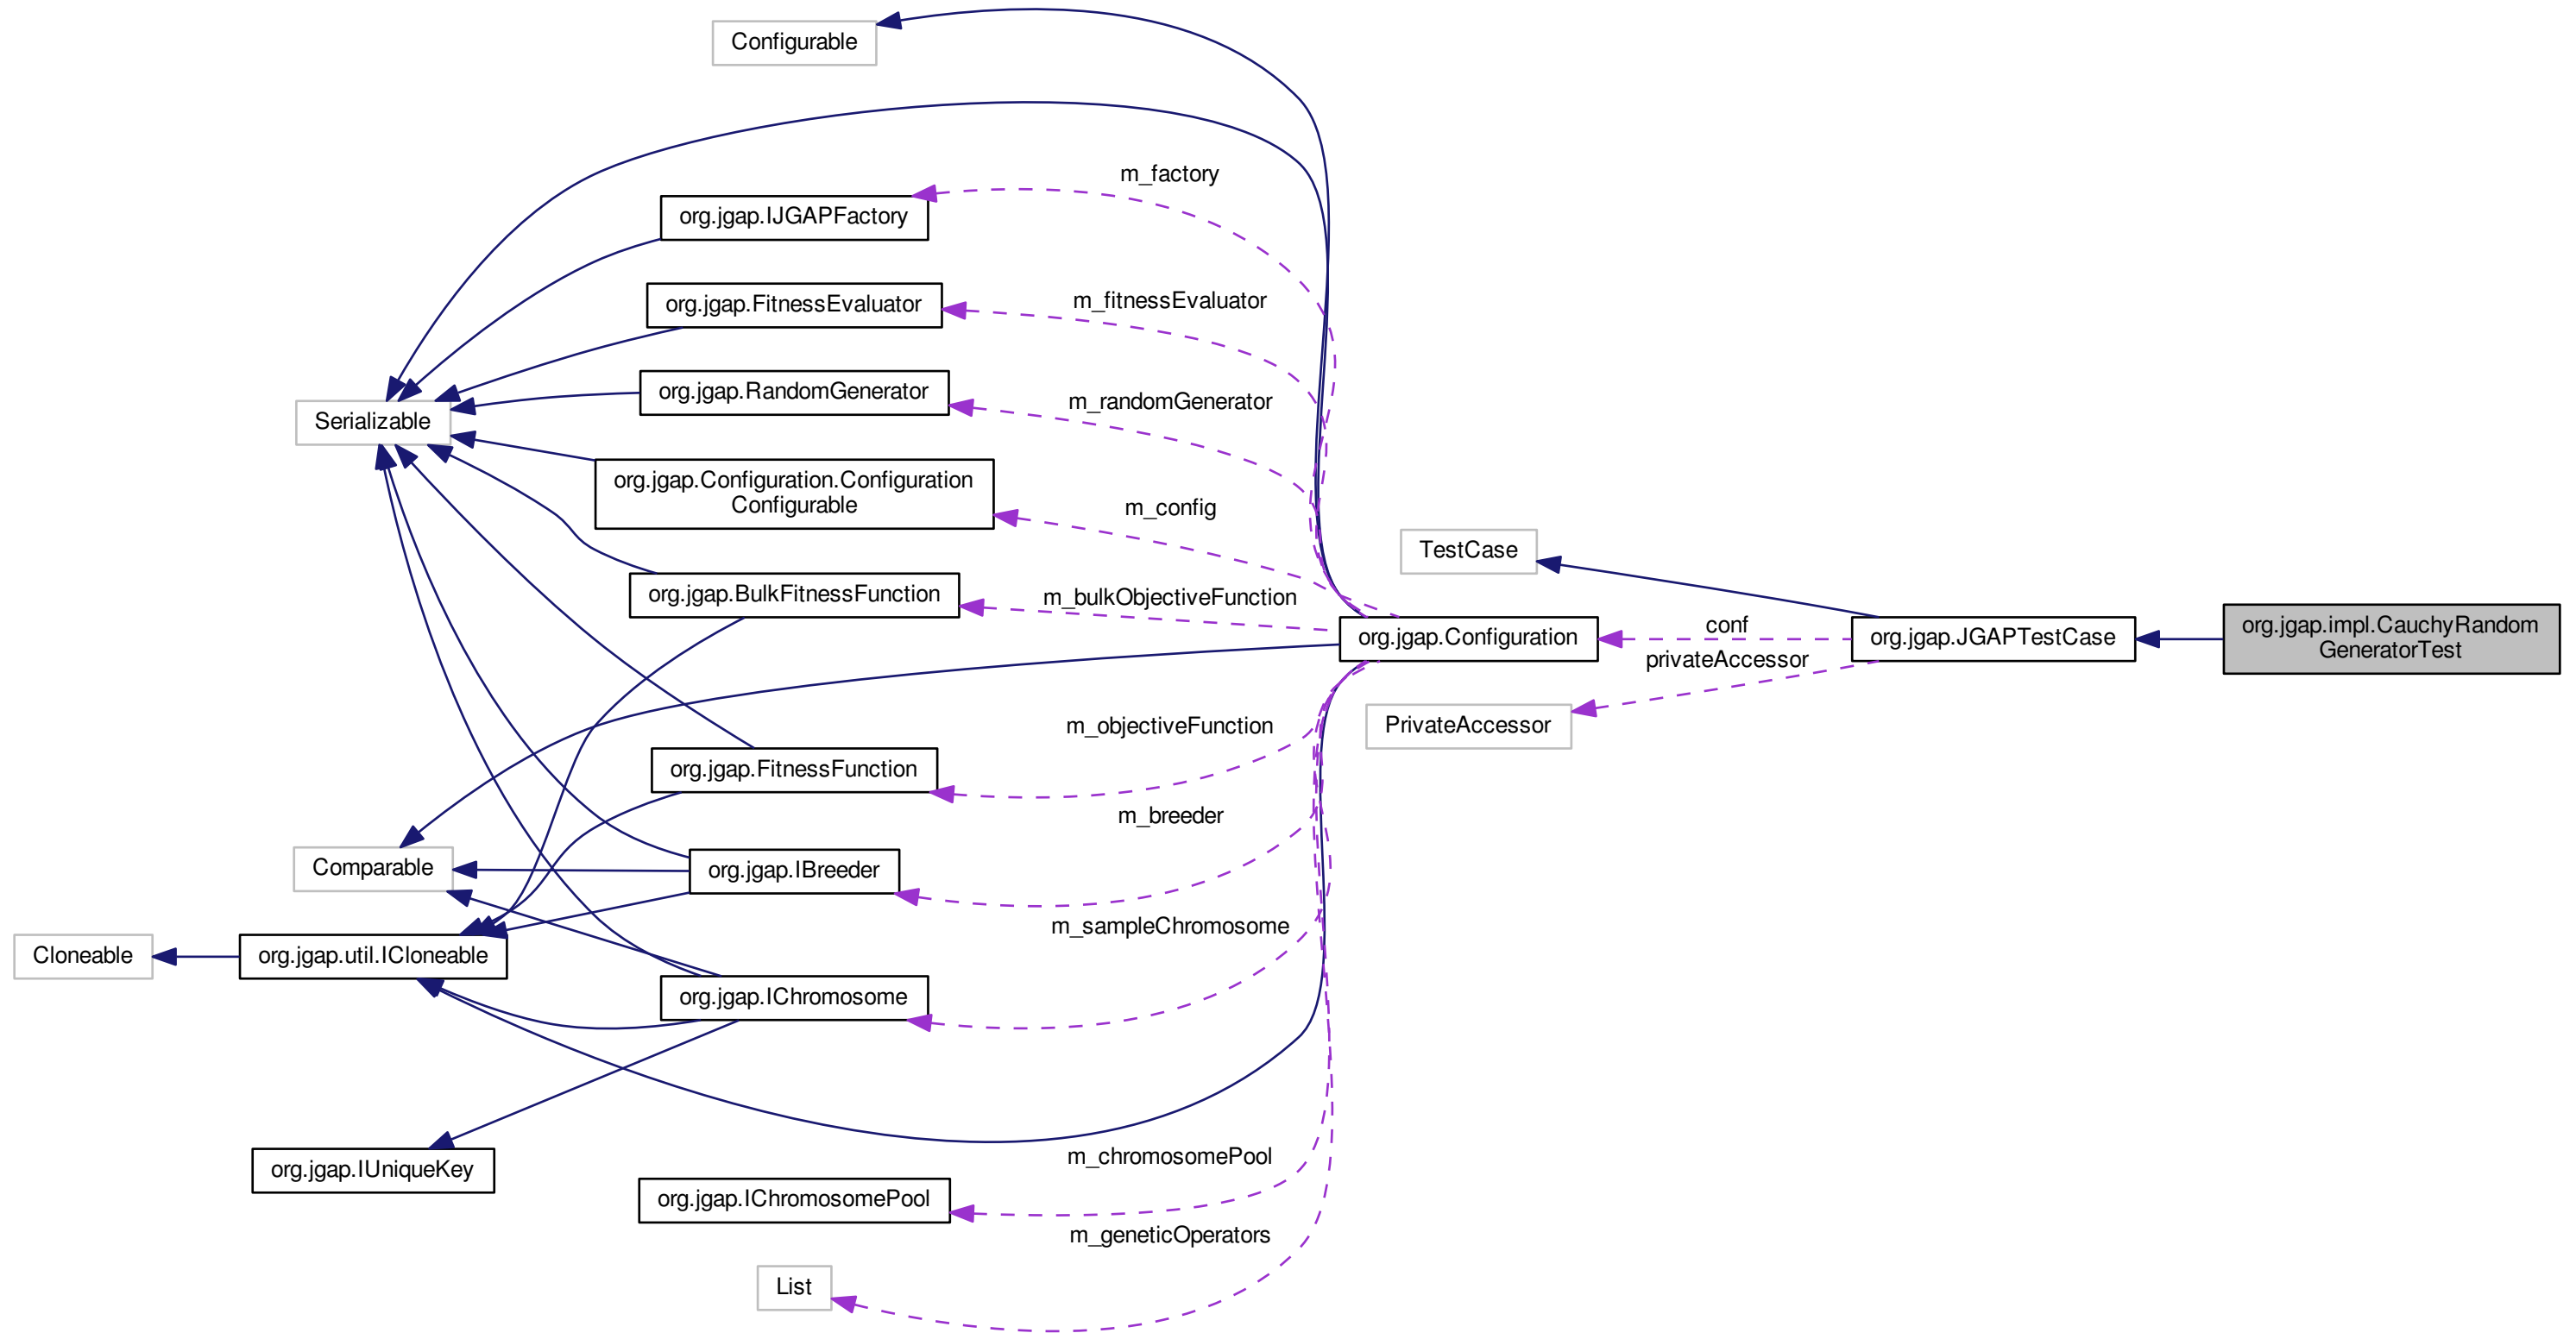 Configurable
m_factory
org.jgap.IJGAPFactory
m_fitnessEvaluator
org.jgap.FitnessEvaluator
m_randomGenerator
org.jgap.RandomGenerator
Serializable
m_config
org.jgap.Configuration.Configuration
Configurable
TestCase
m_bulkObjectiveFunction
org.jgap.BulkFitnessFunction
org.jgap.Configuration
conf
privateAccessor
org.jgap.JGAPTestCase
org.jgap.impl.CauchyRandom
GeneratorTest
PrivateAccessor
m_objectiveFunction
org.jgap.FitnessFunction
m_breeder
Comparable
org.jgap.IBreeder
m_sampleChromosome
Cloneable
org.jgap.util.ICloneable
org.jgap.IChromosome
m_chromosomePool
org.jgap.IUniqueKey
org.jgap.IChromosomePool
m_geneticOperators
List